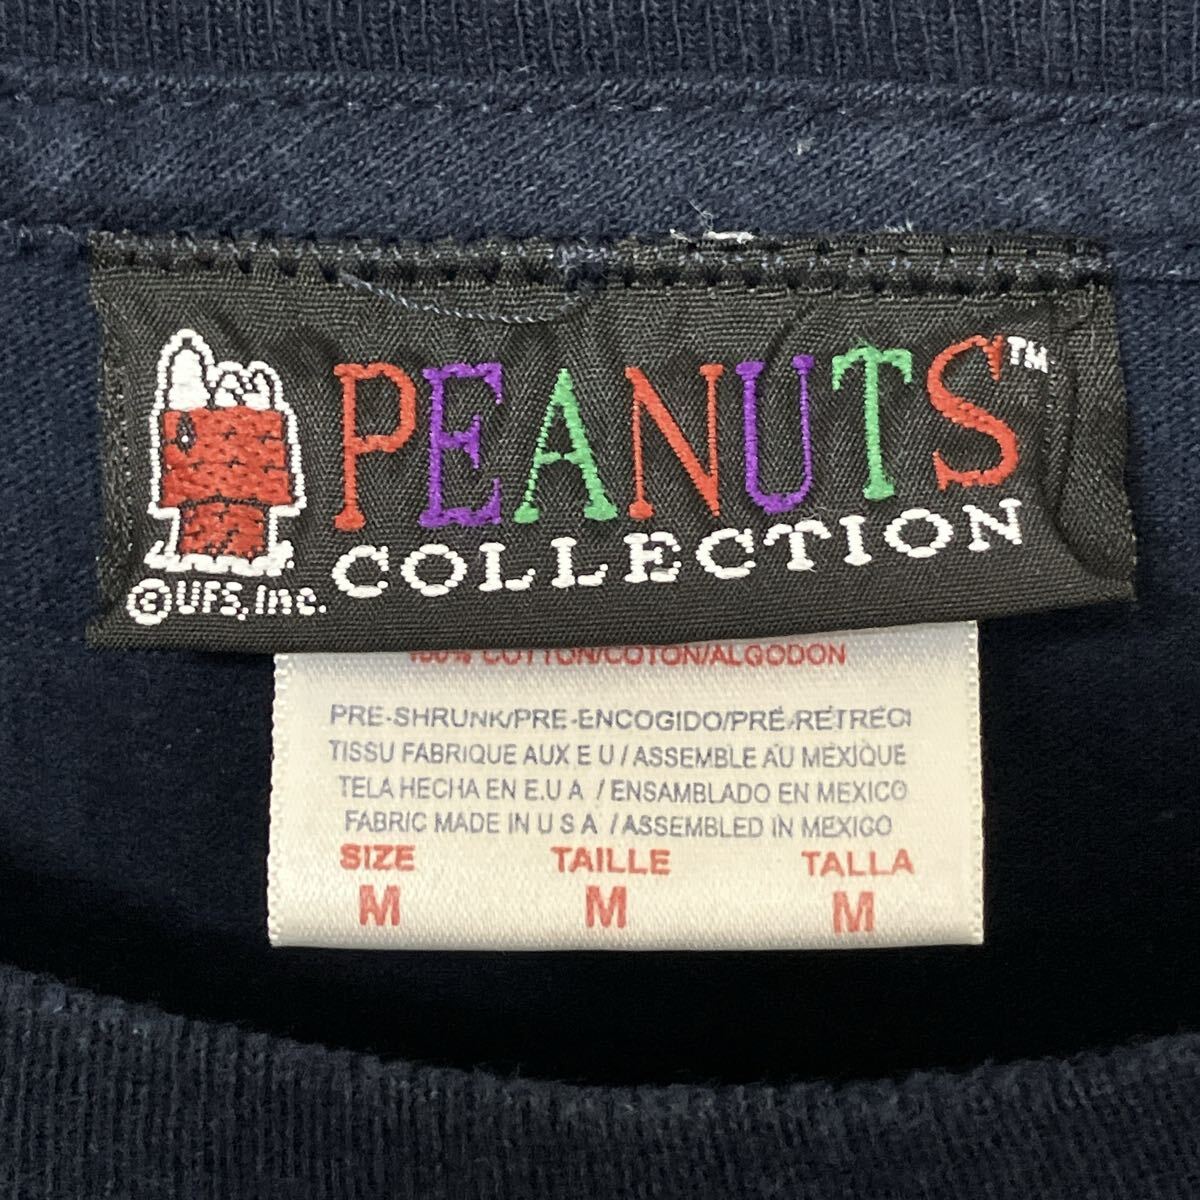 PEANUTS™
COLLECTION
©UFS, Inc.
100% COTTON/COTON/ALGODON
PRE-SHRUNK/PRE-ENCOGIDO/PRÉ-RÉTRÉCI
TISSU FABRIQUE AUX E U / ASSEMBLE AU MEXIQUE
TELA HECHA EN E.U A / ENSAMBLADO EN MEXICO
FABRIC MADE IN U S A / ASSEMBLED IN MEXICO
SIZE TAILLE TALLA
M M M